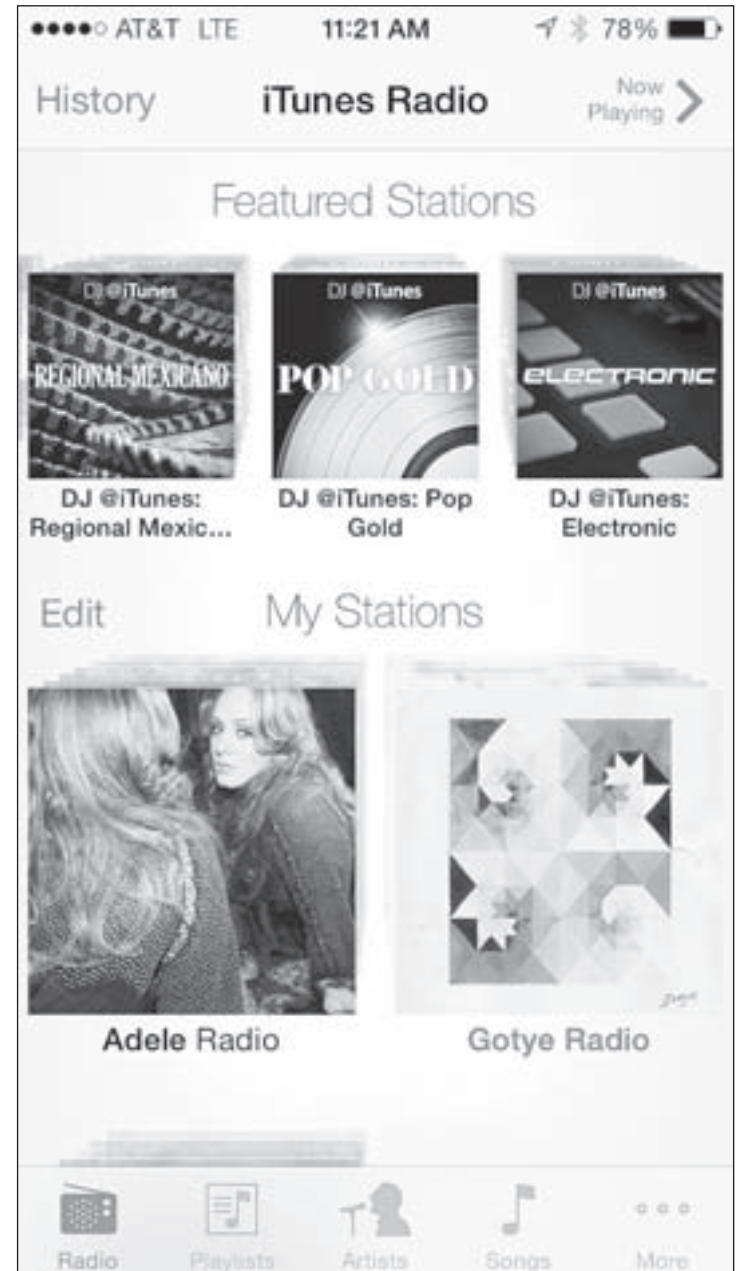 AT&T LTE 11:21 AM 78%
History iTunes Radio Now Playing
Featured Stations
DJ @iTunes DJ @iTunes DJ @iTunes
REGIONAL MEXICANO POP GOLD ELECTRONIC
DJ @iTunes: Regional Mexic...
DJ @iTunes: Pop Gold
DJ @iTunes: Electronic
Edit My Stations
Adele Radio Gotye Radio
Radio Playlists Artists Songs More